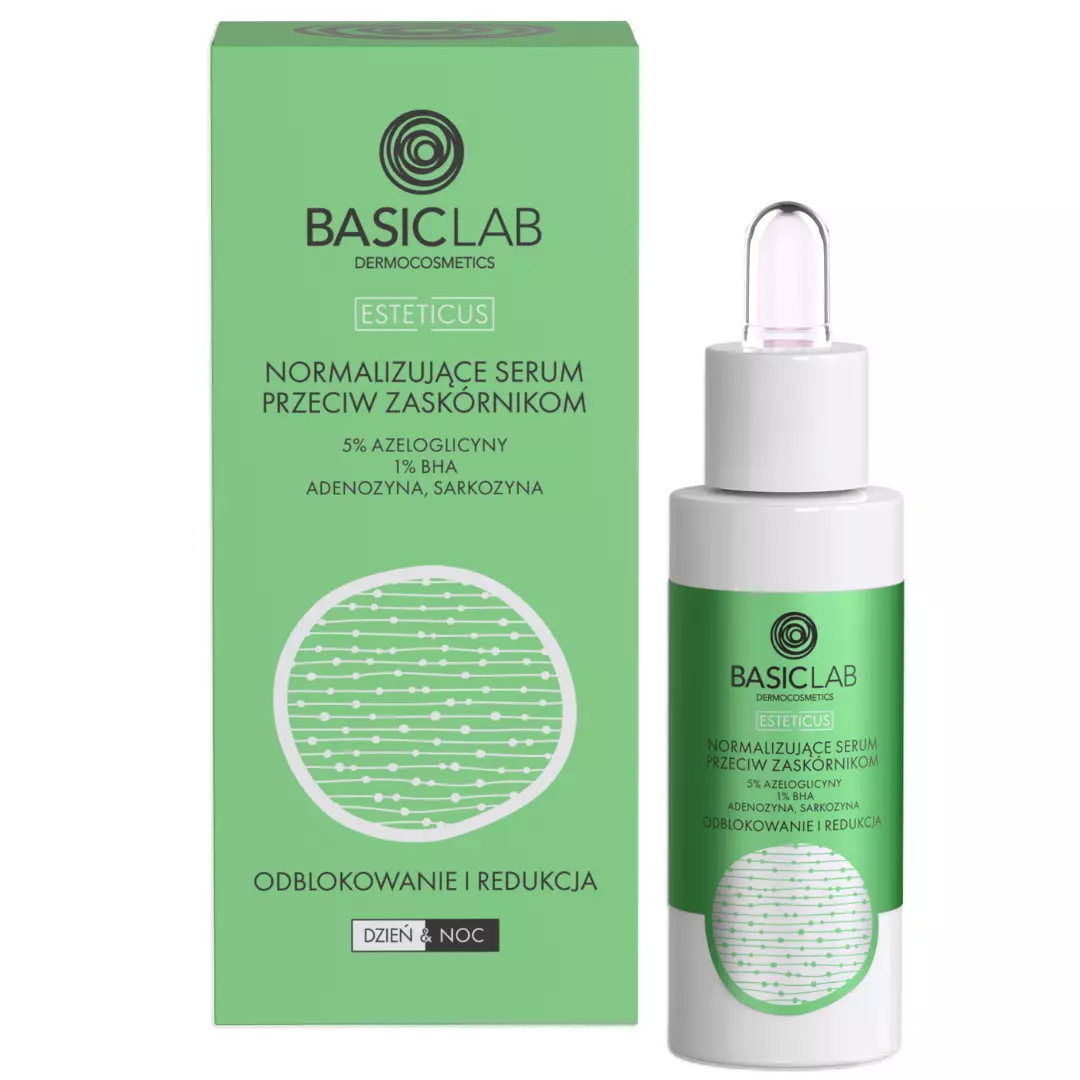 BASICLAB
DERMOCOSMETICS
ESTETICUS
NORMALIZUJĄCE SERUM
PRZECIW ZASKÓRNIKOM
5% AZELOGLICYNY
1% BHA
ADENOZYNA, SARKOZYNA
ODBLOKOWANIE I REDUKCJA
DZIEŃ & NOC
BASICLAB
DERMOCOSMETICS
ESTETICUS
NORMALIZUJĄCE SERUM
PRZECIW ZASKÓRNIKOM
5% AZELOGLICYNY
1% BHA
ADENOZYNA, SARKOZYNA
ODBLOKOWANIE I REDUKCJA